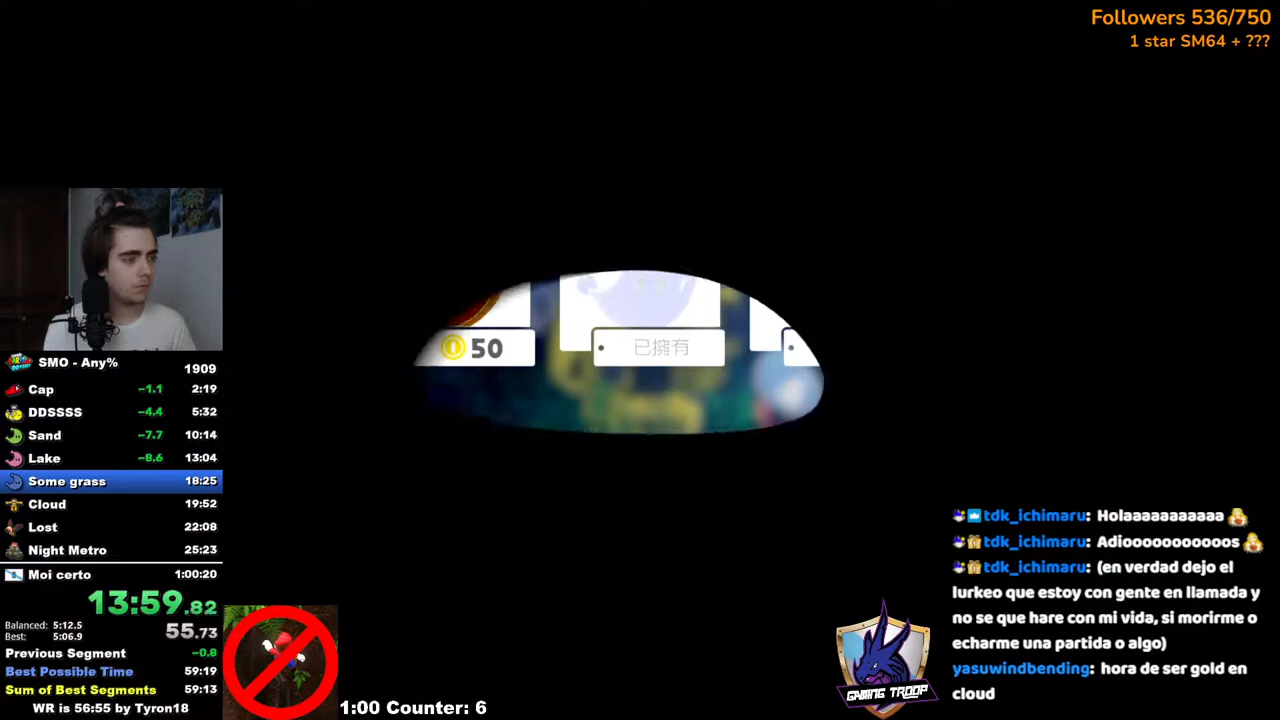 Followers 536/750
1 star SM64 + ???
50
已擁有
SMO - Any%
1909
Cap −1.1 2:19
DDSSSS −4.4 5:32
Sand −7.7 10:14
Lake −8.6 13:04
Some grass 18:25
Cloud 19:52
Lost 22:08
Night Metro 25:23
Moi certo 1:00:20
13:59.82
Balanced: 5:12.5
Best: 5:06.9
55.73
Previous Segment −0.8
Best Possible Time 59:19
Sum of Best Segments 59:13
WR is 56:55 by Tyron18
1:00 Counter: 6
tdk_ichimaru: Holaaaaaaaaaaa
tdk_ichimaru: Adioooooooooos
tdk_ichimaru: (en verdad dejo el
lurkeo que estoy con gente en llamada y
no se que hare con mi vida, si morirme o
echarme una partida o algo)
yasuwindbending: hora de ser gold en
cloud
GAMING TROOP